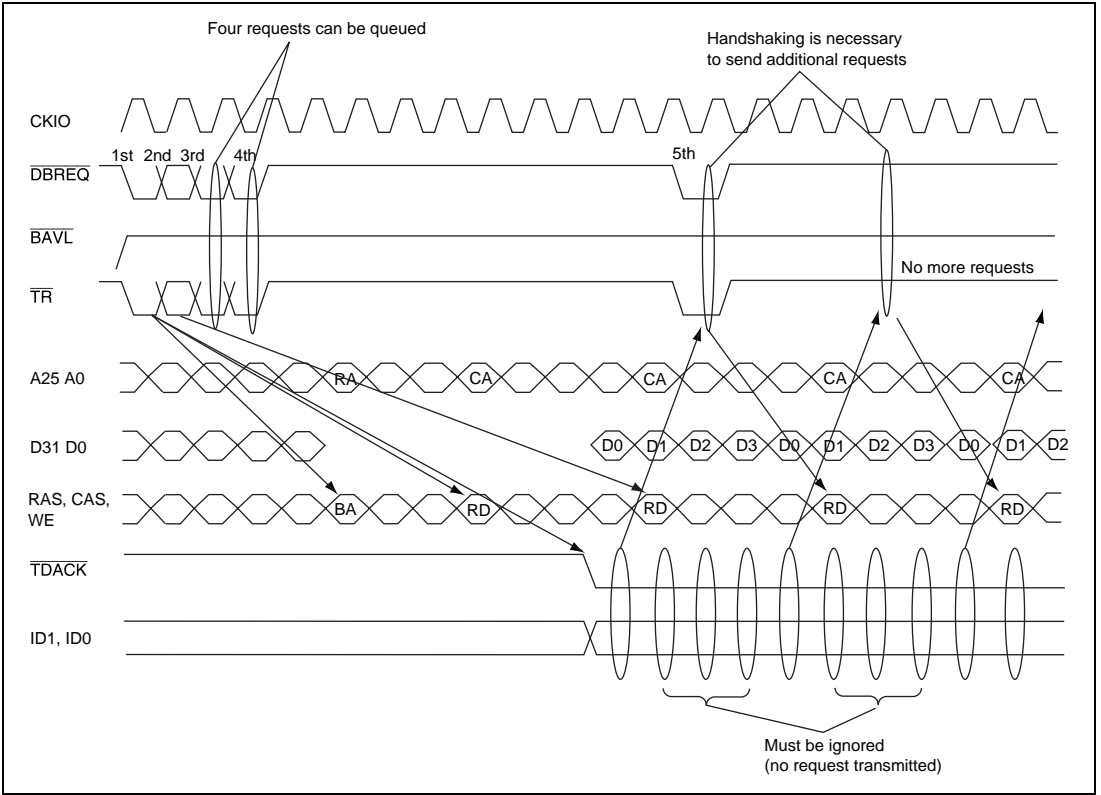 Four requests can be queued
Handshaking is necessary
to send additional requests
CKIO
1st 2nd 3rd 4th 5th
DBREQ
BAVL
No more requests
TR
A25 A0 RA CA CA CA CA
D31 D0 D0 D1 D2 D3 D0 D1 D2 D3 D0 D1 D2
RAS, CAS,
WE BA RD RD RD RD
TDACK
ID1, ID0
Must be ignored
(no request transmitted)